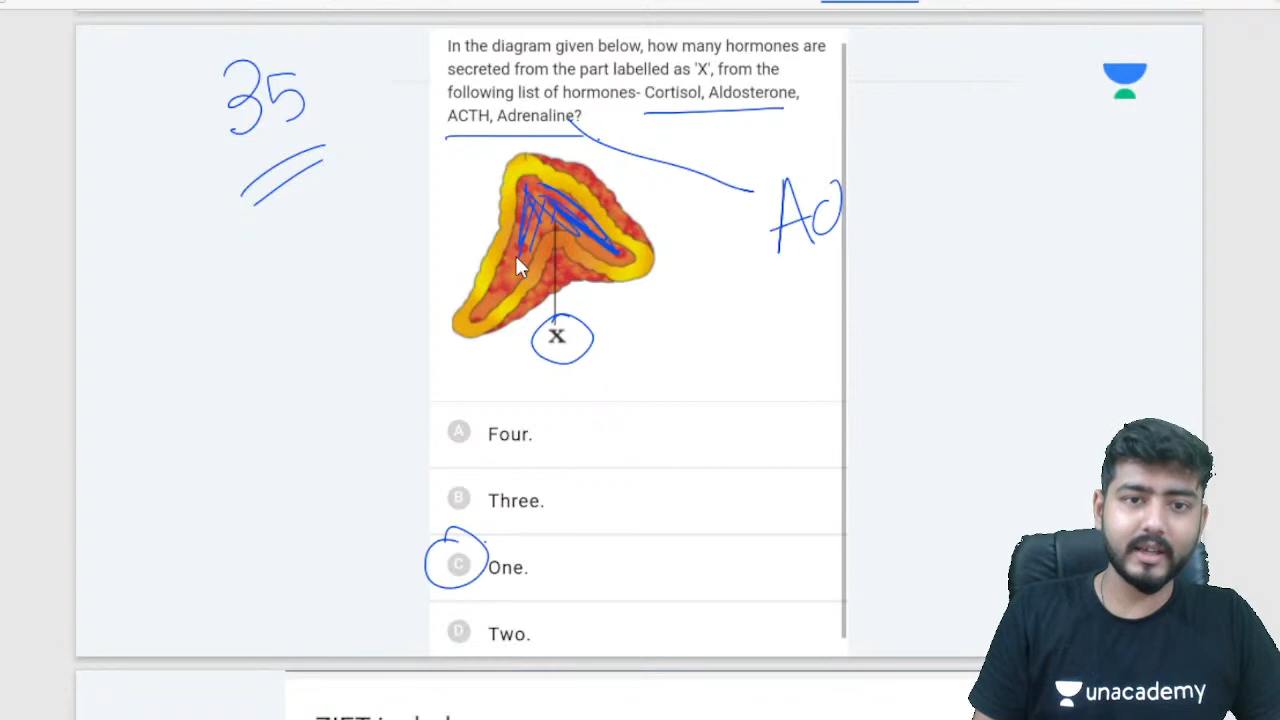 35
In the diagram given below, how many hormones are
secreted from the part labelled as 'X', from the
following list of hormones- Cortisol, Aldosterone,
ACTH, Adrenaline?
X
A Four.
B Three.
C One.
D Two.
unacademy